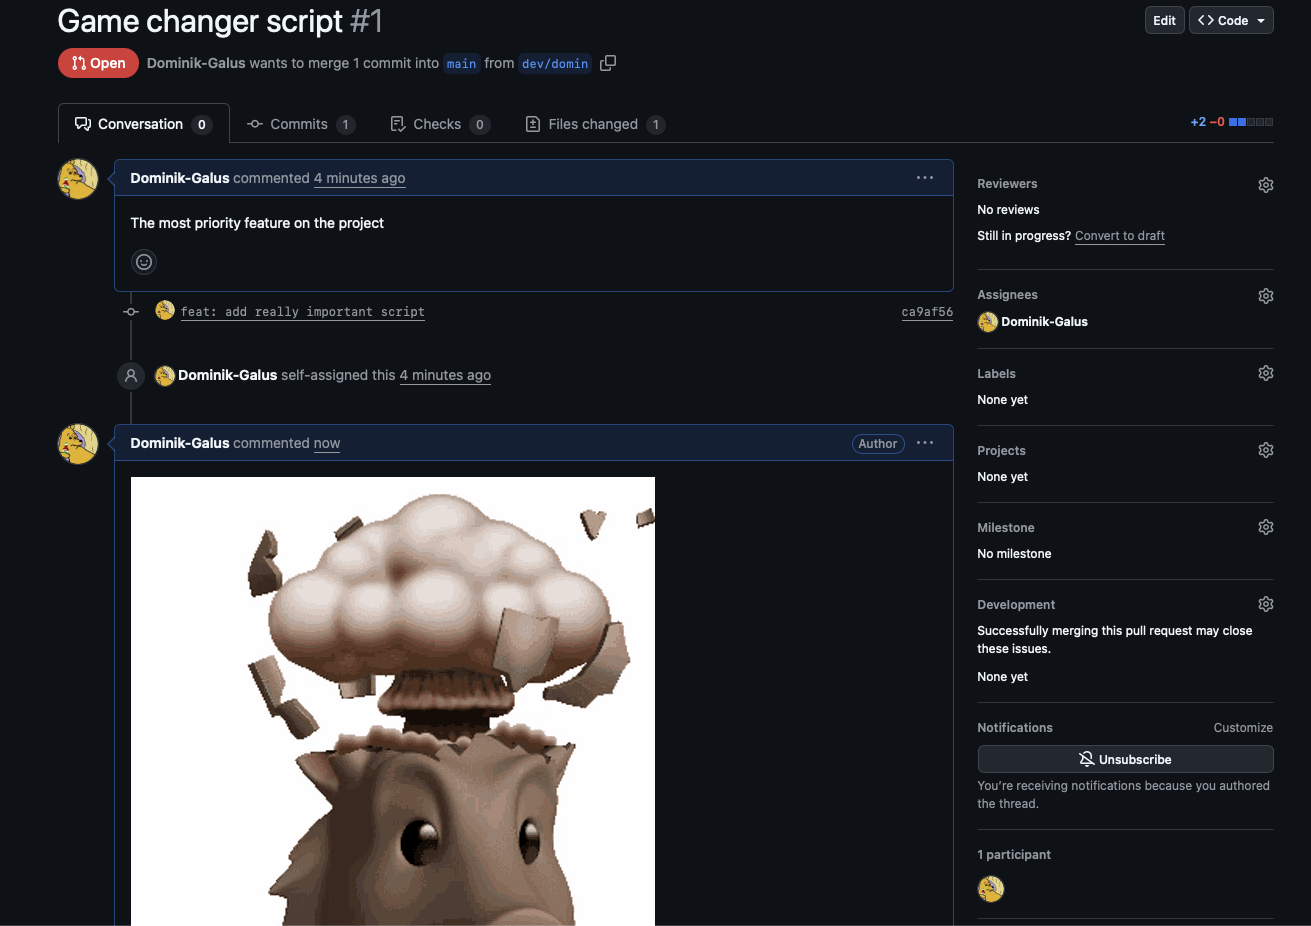 Game changer script #1
Edit
Code
Open
Dominik-Galus wants to merge 1 commit into main from dev/domin
Conversation 0
Commits 1
Checks 0
Files changed 1
+2 −0
Dominik-Galus commented 4 minutes ago
The most priority feature on the project
feat: add really important script
ca9af56
Dominik-Galus self-assigned this 4 minutes ago
Dominik-Galus commented now
Author
Reviewers
No reviews
Still in progress? Convert to draft
Assignees
Dominik-Galus
Labels
None yet
Projects
None yet
Milestone
No milestone
Development
Successfully merging this pull request may close
these issues.
None yet
Notifications
Customize
Unsubscribe
You're receiving notifications because you authored
the thread.
1 participant